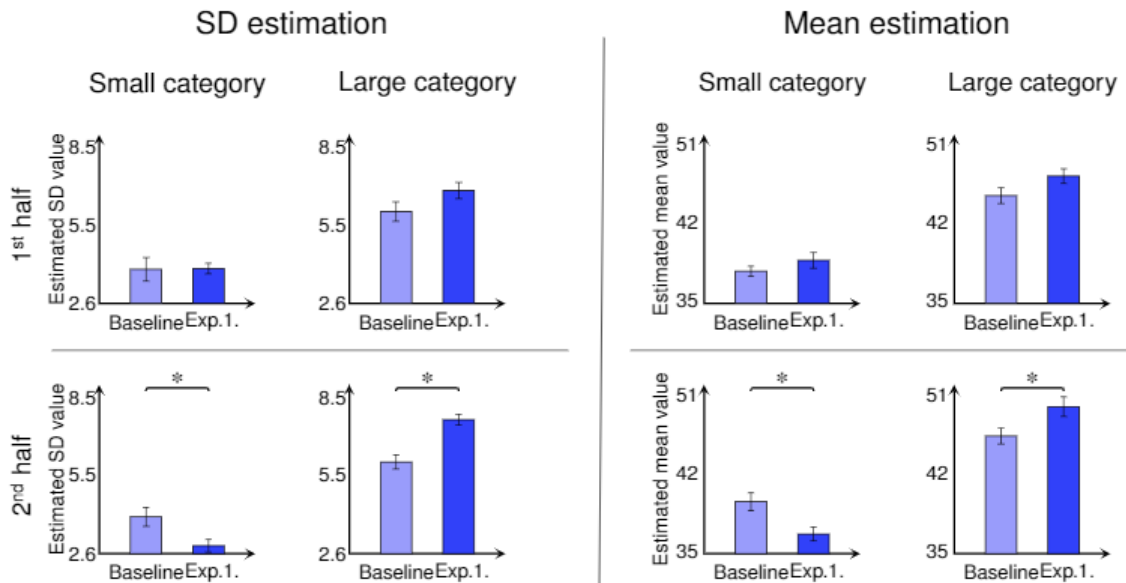 SD estimation
Mean estimation
Small category
Large category
Small category
Large category
1st half
Estimated SD value
8.5
5.5
2.6
Baseline Exp.1.
8.5
5.5
2.6
Baseline Exp.1.
Estimated mean value
51
42
35
Baseline Exp.1.
51
42
35
Baseline Exp.1.
2nd half
Estimated SD value
8.5
5.5
2.6
*
Baseline Exp.1.
8.5
5.5
2.6
*
Baseline Exp.1.
Estimated mean value
51
42
35
*
Baseline Exp.1.
51
42
35
*
Baseline Exp.1.